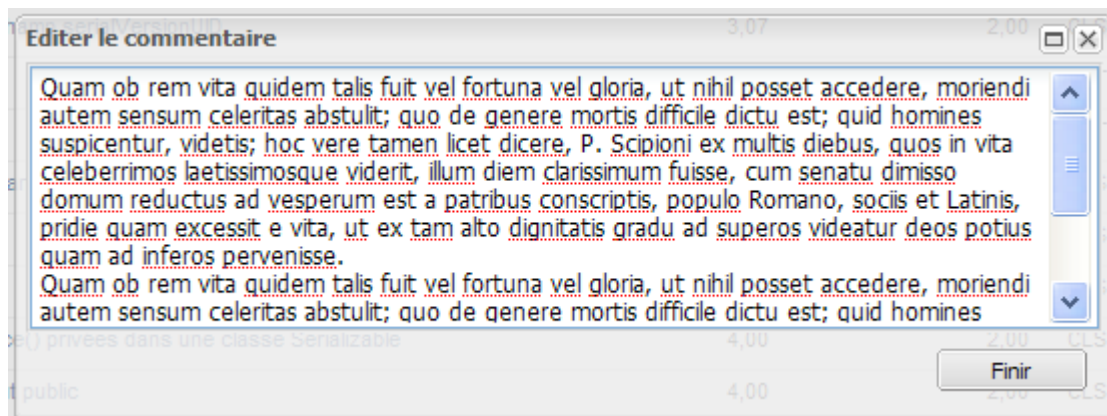 name serialVersionUID 3,07 2,00 CLS
Editer le commentaire
Quam ob rem vita quidem talis fuit vel fortuna vel gloria, ut nihil posset accedere, moriendi
autem sensum celeritas abstulit; quo de genere mortis difficile dictu est; quid homines
suspicentur, videtis; hoc vere tamen licet dicere, P. Scipioni ex multis diebus, quos in vita
celeberrimos laetissimosque viderit, illum diem clarissimum fuisse, cum senatu dimisso
domum reductus ad vesperum est a patribus conscriptis, populo Romano, sociis et Latinis,
pridie quam excessit e vita, ut ex tam alto dignitatis gradu ad superos videatur deos potius
quam ad inferos pervenisse.
Quam ob rem vita quidem talis fuit vel fortuna vel gloria, ut nihil posset accedere, moriendi
autem sensum celeritas abstulit; quo de genere mortis difficile dictu est; quid homines
privées dans une classe Serializable 4,00 2,00 CLS
Finir
public 4,00 2,00 CLS